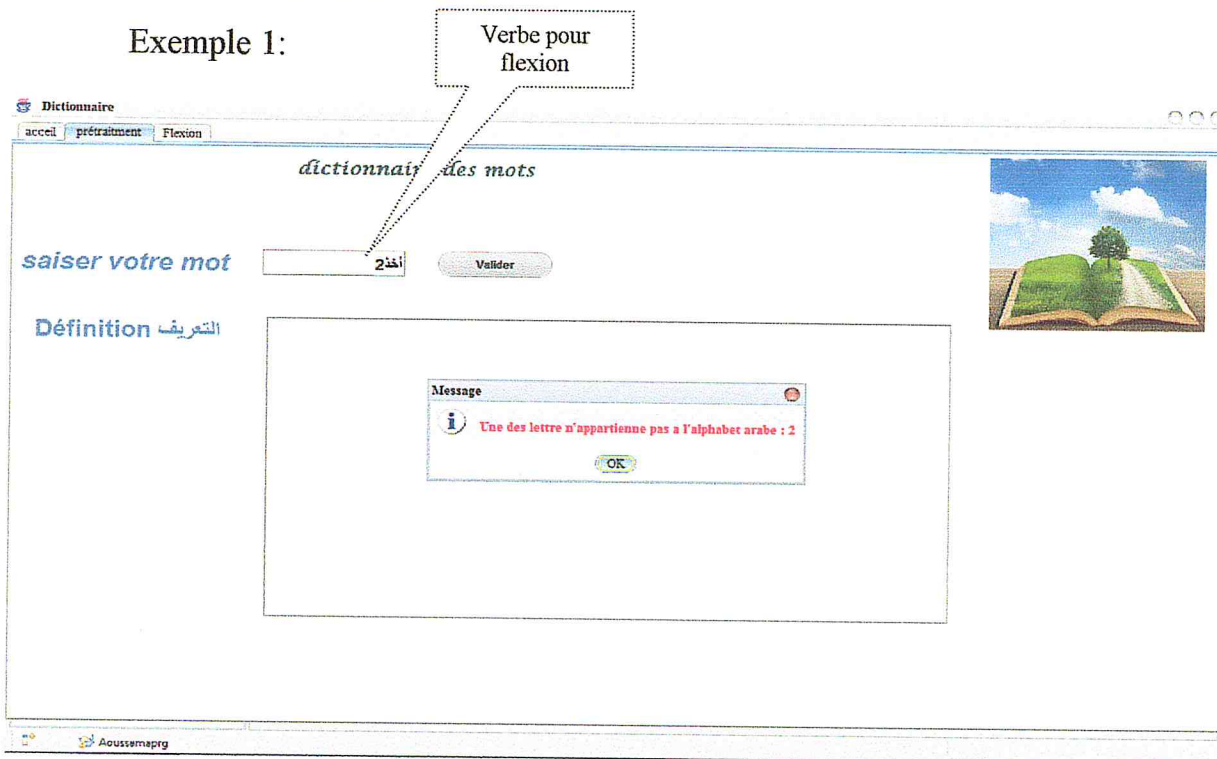 Exemple 1:
Verbe pour
flexion
Dictionnaire
acceil prétraitment Flexion
dictionnair des mots
saiser votre mot
أخذ2
Valider
Définition التعريف
Message
Une des lettre n'appartienne pas a l'alphabet arabe : 2
OK
Aoussemaprg